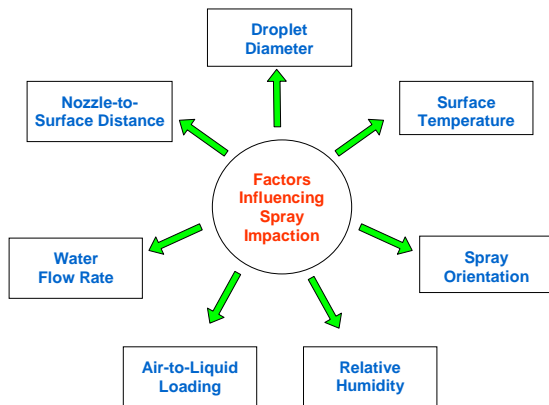 Droplet
Diameter
Nozzle-to-
Surface Distance
Surface
Temperature
Factors
Influencing
Spray
Impaction
Water
Flow Rate
Spray
Orientation
Air-to-Liquid
Loading
Relative
Humidity